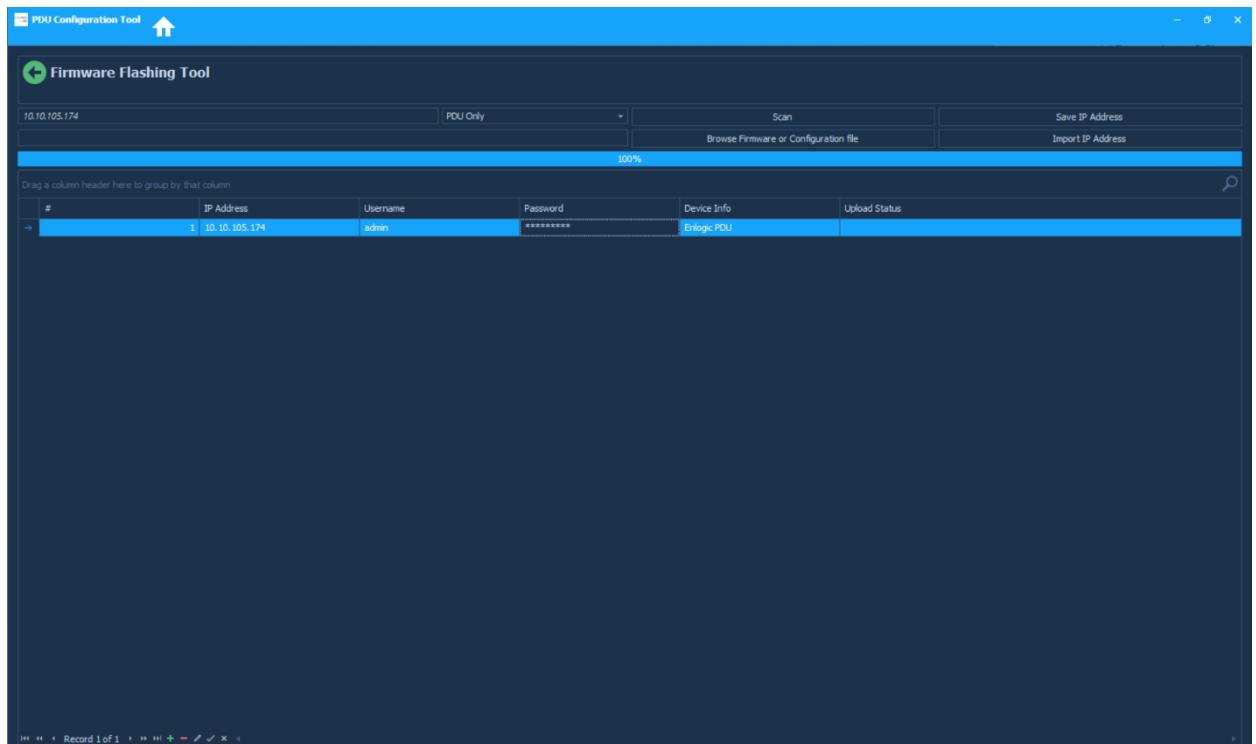 PDU Configuration Tool
Firmware Flashing Tool
10.10.105.174 PDU Only Scan Save IP Address
Browse Firmware or Configuration file Import IP Address
100%
Drag a column header here to group by that column
# IP Address Username Password Device Info Upload Status
1 10.10.105.174 admin ********* Enlogic PDU
Record 1 of 1